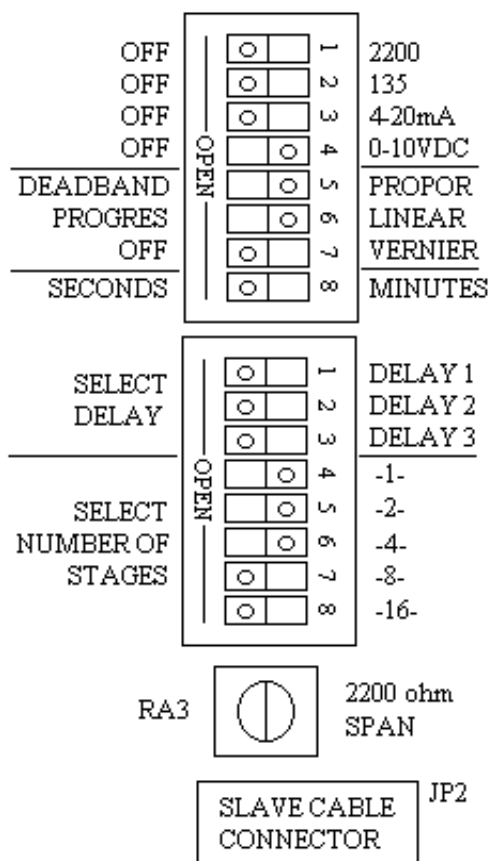 OFF 1 2200
OFF 2 135
OFF 3 4-20mA
OFF 4 0-10VDC
DEADBAND 5 PROPOR
PROGRES 6 LINEAR
OFF 7 VERNIER
SECONDS 8 MINUTES
OPEN
1 DELAY 1
SELECT 2 DELAY 2
DELAY 3 DELAY 3
4 -1-
SELECT 5 -2-
NUMBER OF 6 -4-
STAGES 7 -8-
8 -16-
OPEN
RA3 2200 ohm
SPAN
JP2
SLAVE CABLE
CONNECTOR